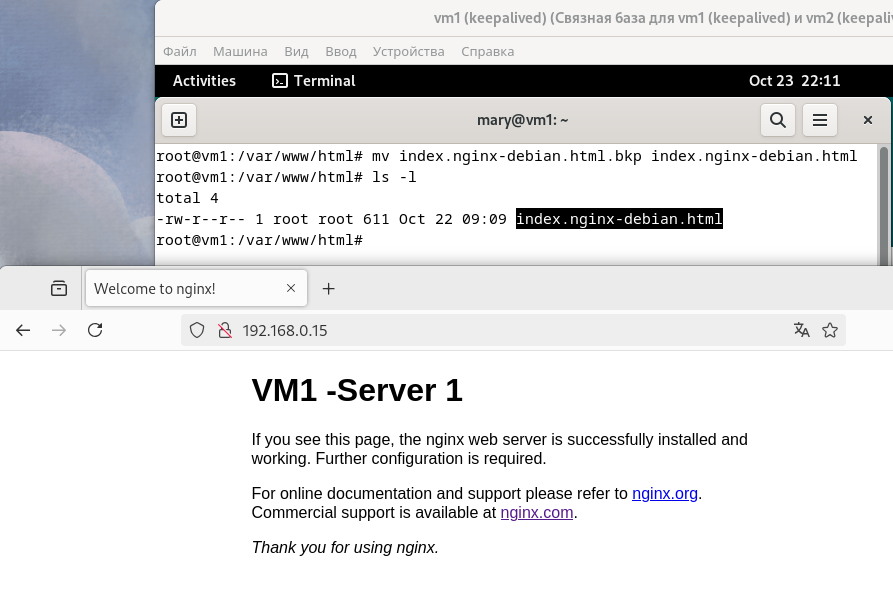 vm1 (keepalived) (Связная база для vm1 (keepalived) и vm2 (keepali
Файл Машина Вид Ввод Устройства Справка
Activities Terminal Oct 23 22:11
mary@vm1: ~
root@vm1:/var/www/html# mv index.nginx-debian.html.bkp index.nginx-debian.html
root@vm1:/var/www/html# ls -l
total 4
-rw-r--r-- 1 root root 611 Oct 22 09:09 index.nginx-debian.html
root@vm1:/var/www/html#
Welcome to nginx!
192.168.0.15
VM1 -Server 1
If you see this page, the nginx web server is successfully installed and
working. Further configuration is required.
For online documentation and support please refer to nginx.org.
Commercial support is available at nginx.com.
Thank you for using nginx.